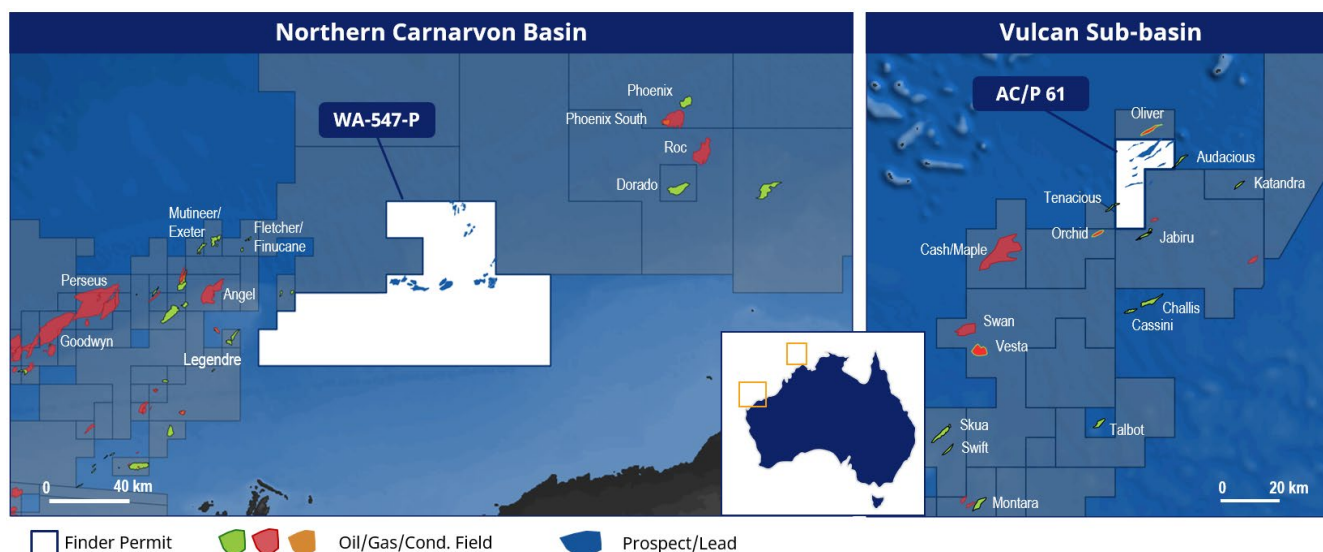 Northern Carnarvon Basin
WA-547-P
Phoenix
Phoenix South
Roc
Dorado
Mutineer/
Exeter
Fletcher/
Finucane
Perseus
Angel
Goodwyn
Legendre
0 40 km
Vulcan Sub-basin
AC/P 61
Oliver
Audacious
Katandra
Tenacious
Orchid
Jabiru
Cash/Maple
Challis
Cassini
Swan
Vesta
Skua
Swift
Talbot
Montara
0 20 km
Finder Permit
Oil/Gas/Cond. Field
Prospect/Lead